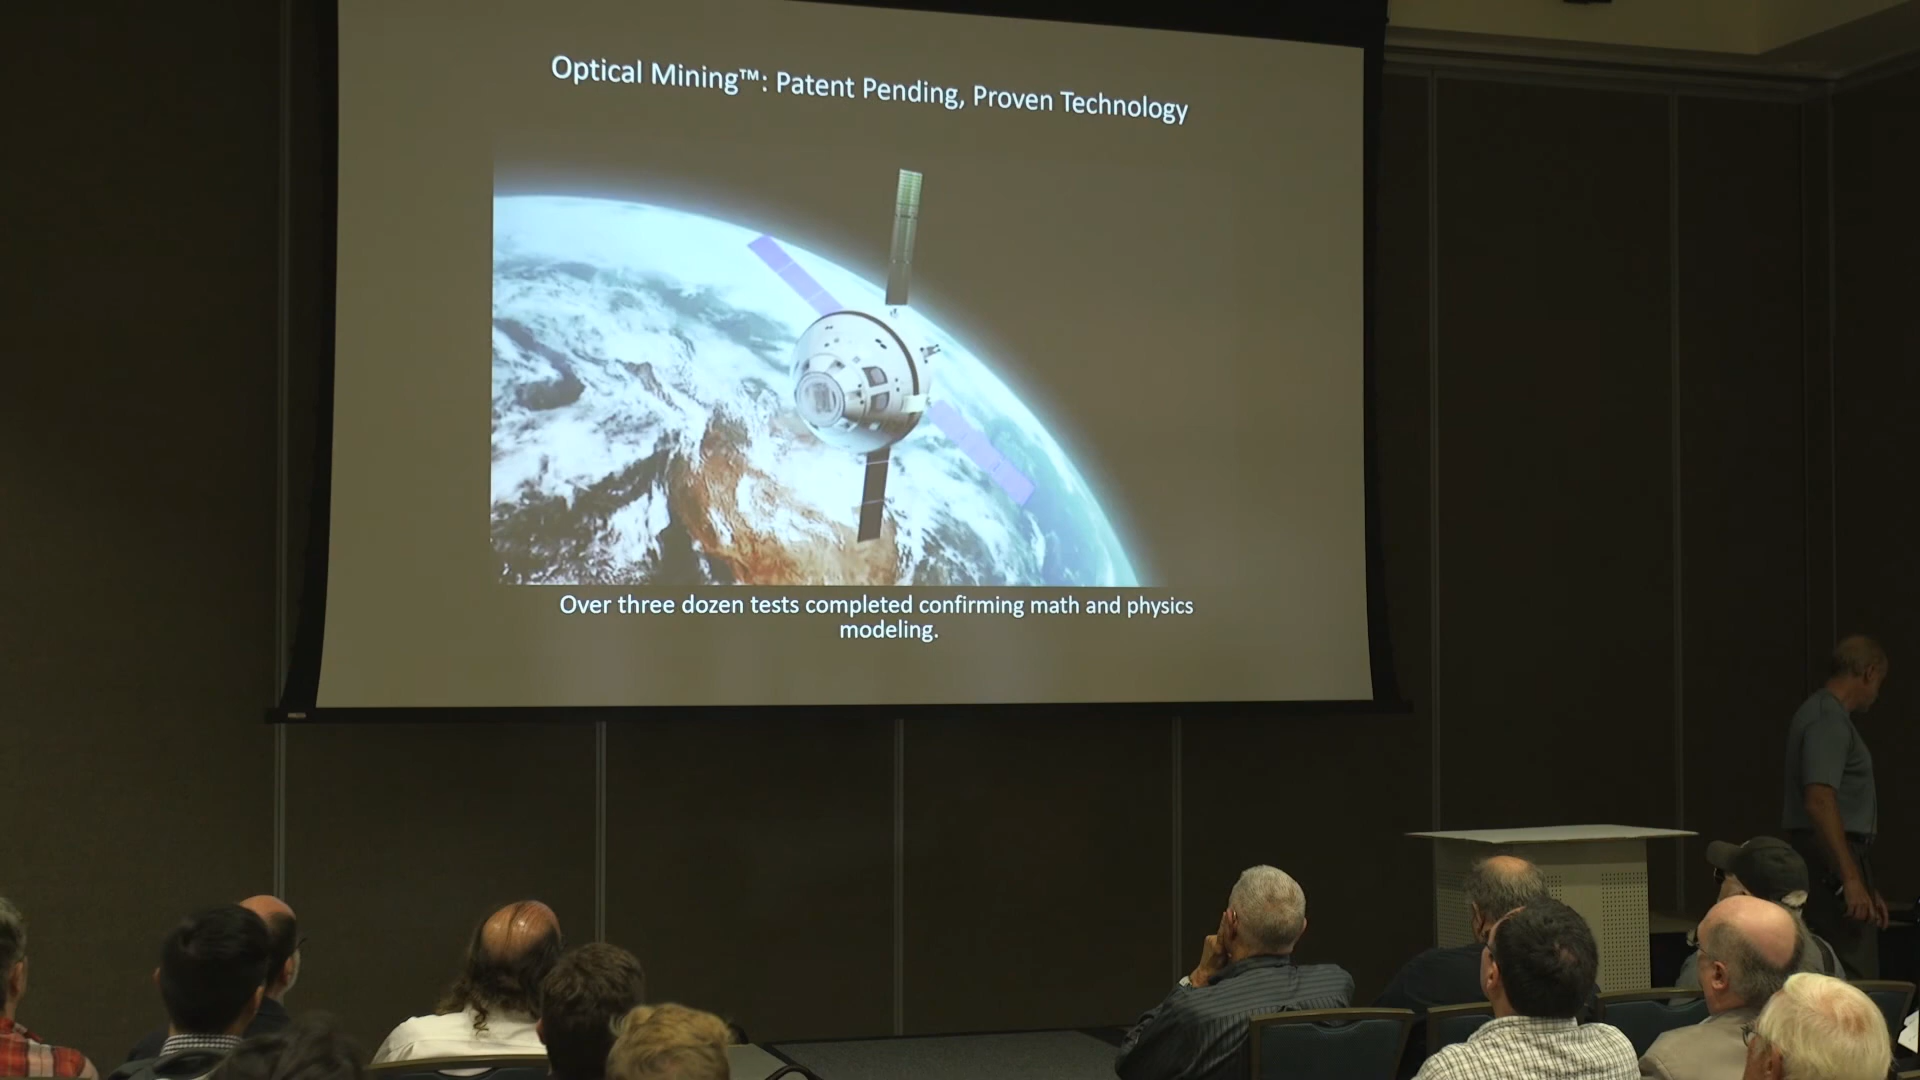 Optical Mining™: Patent Pending, Proven Technology
Over three dozen tests completed confirming math and physics
modeling.